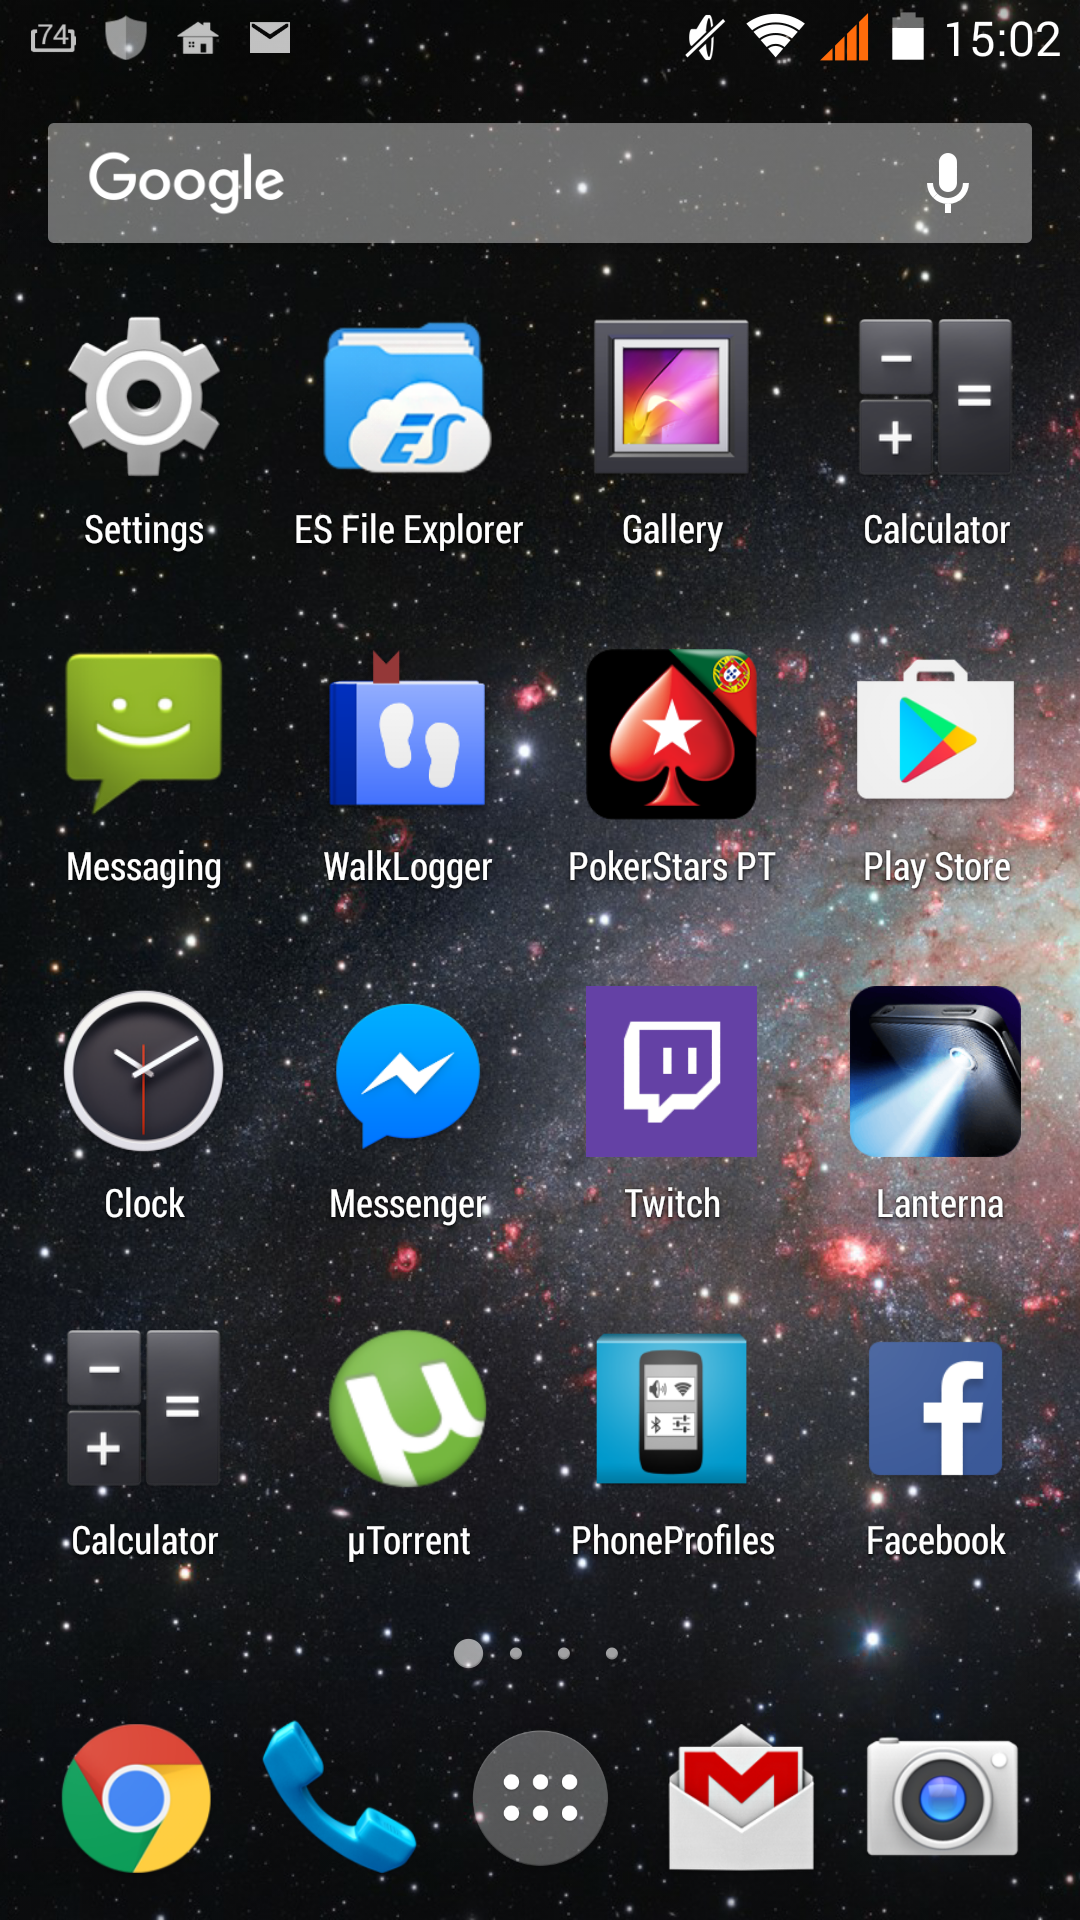 74
15:02
Google
ES
Settings
ES File Explorer
Gallery
Calculator
Messaging
WalkLogger
PokerStars PT
Play Store
Clock
Messenger
Twitch
Lanterna
µ
f
Calculator
µTorrent
PhoneProfiles
Facebook